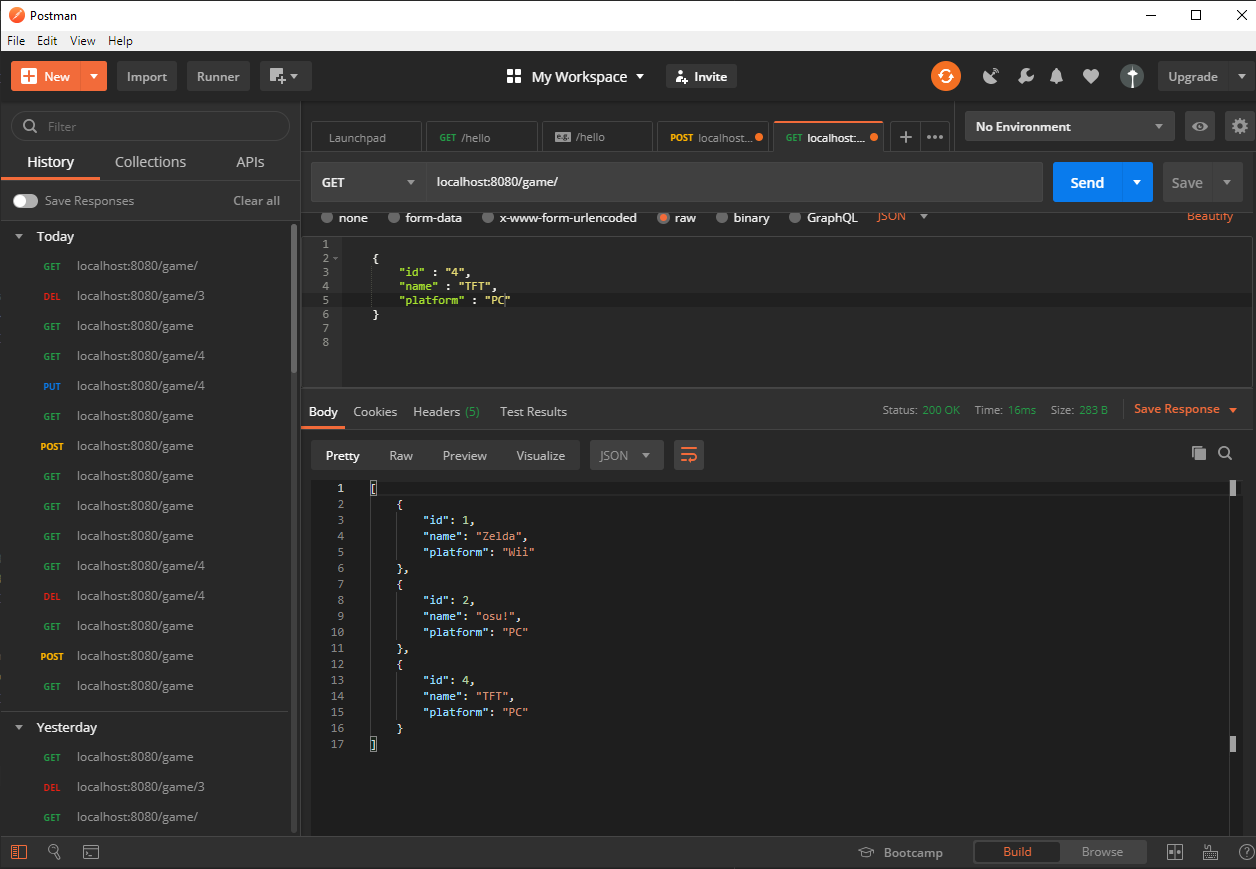 Postman
File Edit View Help
New Import Runner My Workspace Invite Upgrade
Filter
History Collections APIs
Save Responses Clear all
Today
GET localhost:8080/game/
DEL localhost:8080/game/3
GET localhost:8080/game
GET localhost:8080/game/4
PUT localhost:8080/game/4
GET localhost:8080/game
POST localhost:8080/game
GET localhost:8080/game
GET localhost:8080/game
GET localhost:8080/game
GET localhost:8080/game/4
DEL localhost:8080/game/4
GET localhost:8080/game
POST localhost:8080/game
GET localhost:8080/game
Yesterday
GET localhost:8080/game
DEL localhost:8080/game/3
GET localhost:8080/game/
Launchpad GET /hello e.g. /hello POST localhost... GET localhost:... + ••• No Environment
GET localhost:8080/game/ Send Save
none form-data x-www-form-urlencoded raw binary GraphQL JSON Beautify
1
2 {
3 "id" : "4",
4 "name" : "TFT",
5 "platform" : "PC"
6 }
7
8
Body Cookies Headers (5) Test Results Status: 200 OK Time: 16ms Size: 283 B Save Response
Pretty Raw Preview Visualize JSON
1 [
2 {
3 "id": 1,
4 "name": "Zelda",
5 "platform": "Wii"
6 },
7 {
8 "id": 2,
9 "name": "osu!",
10 "platform": "PC"
11 },
12 {
13 "id": 4,
14 "name": "TFT",
15 "platform": "PC"
16 }
17 ]
Bootcamp Build Browse ?